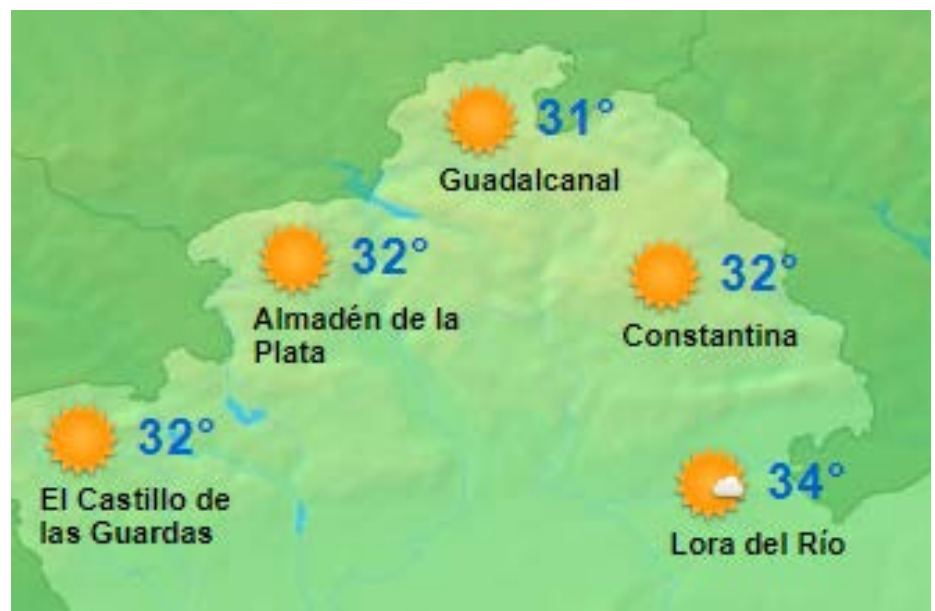 31°
Guadalcanal
32°
Almadén de la
Plata
32°
Constantina
32°
El Castillo de
las Guardas
34°
Lora del Río